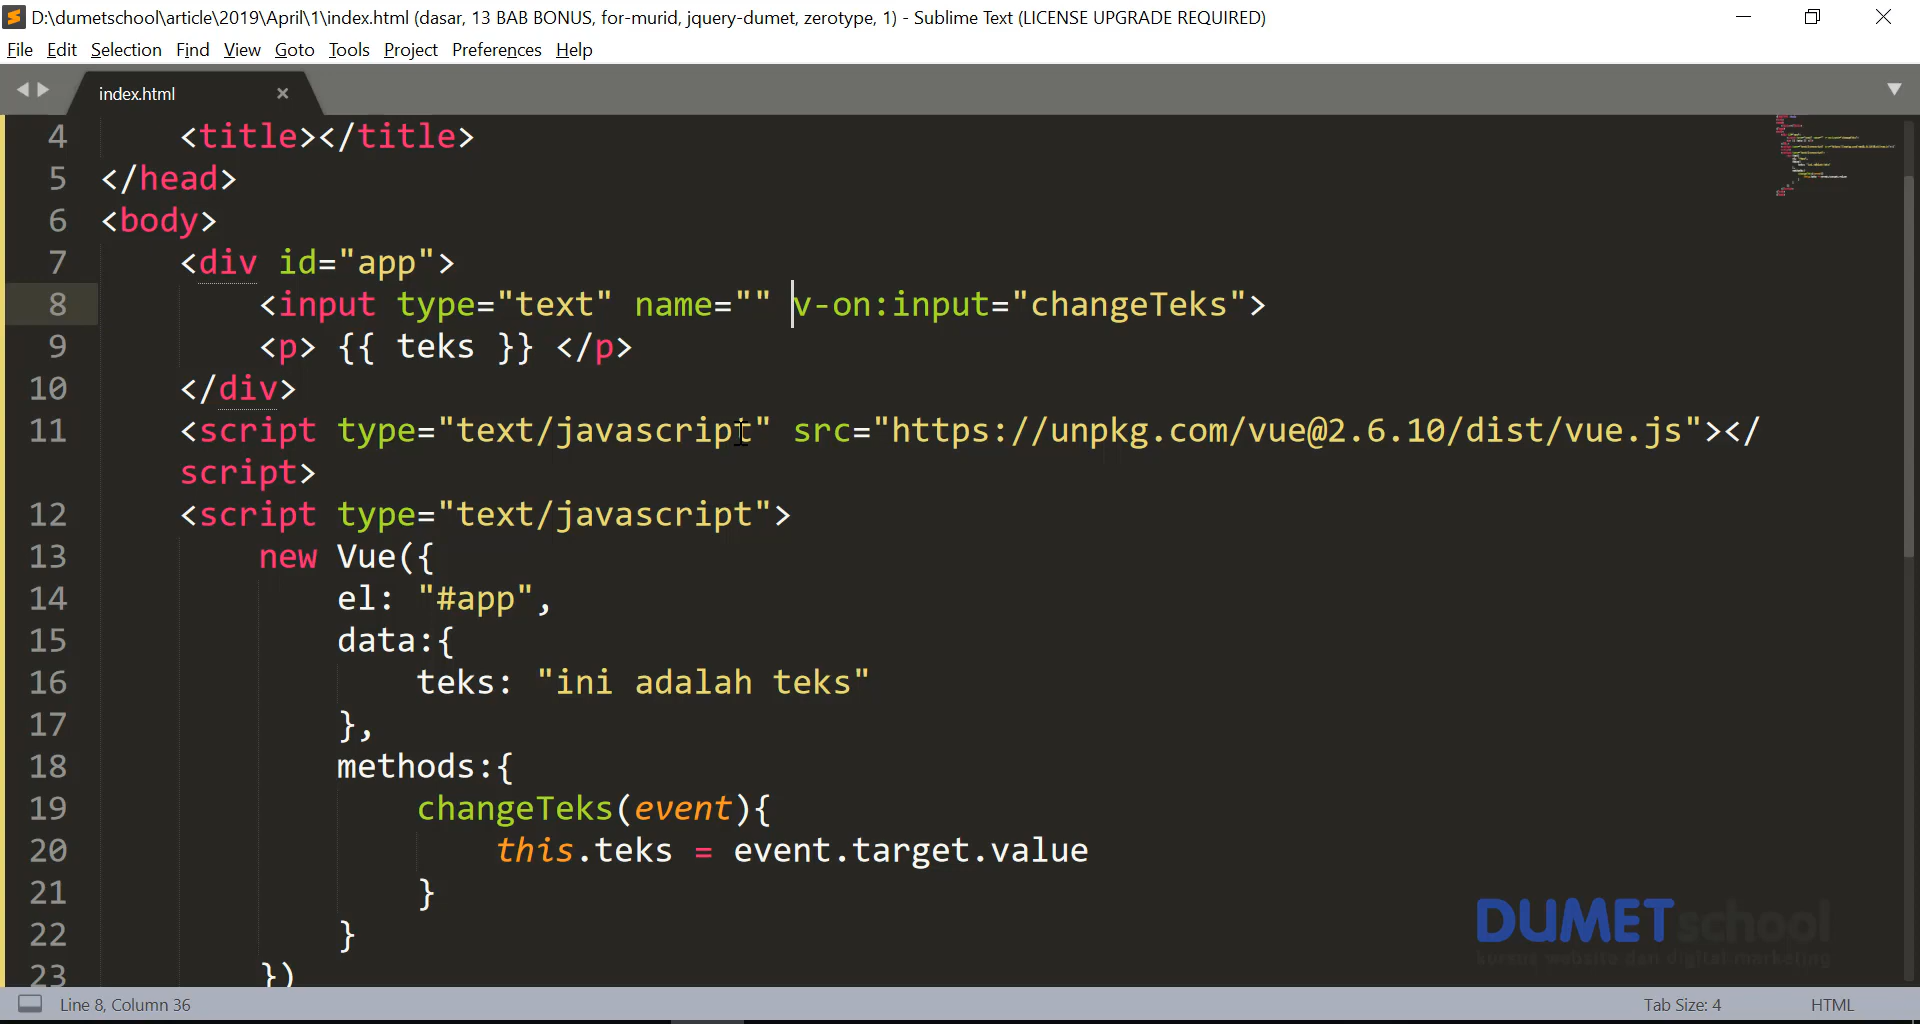 D:\dumetschool\article\2019\April\1\index.html (dasar, 13 BAB BONUS, for-murid, jquery-dumet, zerotype, 1) - Sublime Text (LICENSE UPGRADE REQUIRED)
File Edit Selection Find View Goto Tools Project Preferences Help
index.html
4 <title></title>
5 </head>
6 <body>
7 <div id="app">
8 <input type="text" name="" v-on:input="changeTeks">
9 <p> {{ teks }} </p>
10 </div>
11 <script type="text/javascript" src="https://unpkg.com/vue@2.6.10/dist/vue.js"></
script>
12 <script type="text/javascript">
13 new Vue({
14 el: "#app",
15 data:{
16 teks: "ini adalah teks"
17 },
18 methods:{
19 changeTeks(event){
20 this.teks = event.target.value
21 }
22 }
23 })
DUMETschool
kursus website dan digital marketing
Line 8, Column 36
Tab Size: 4
HTML